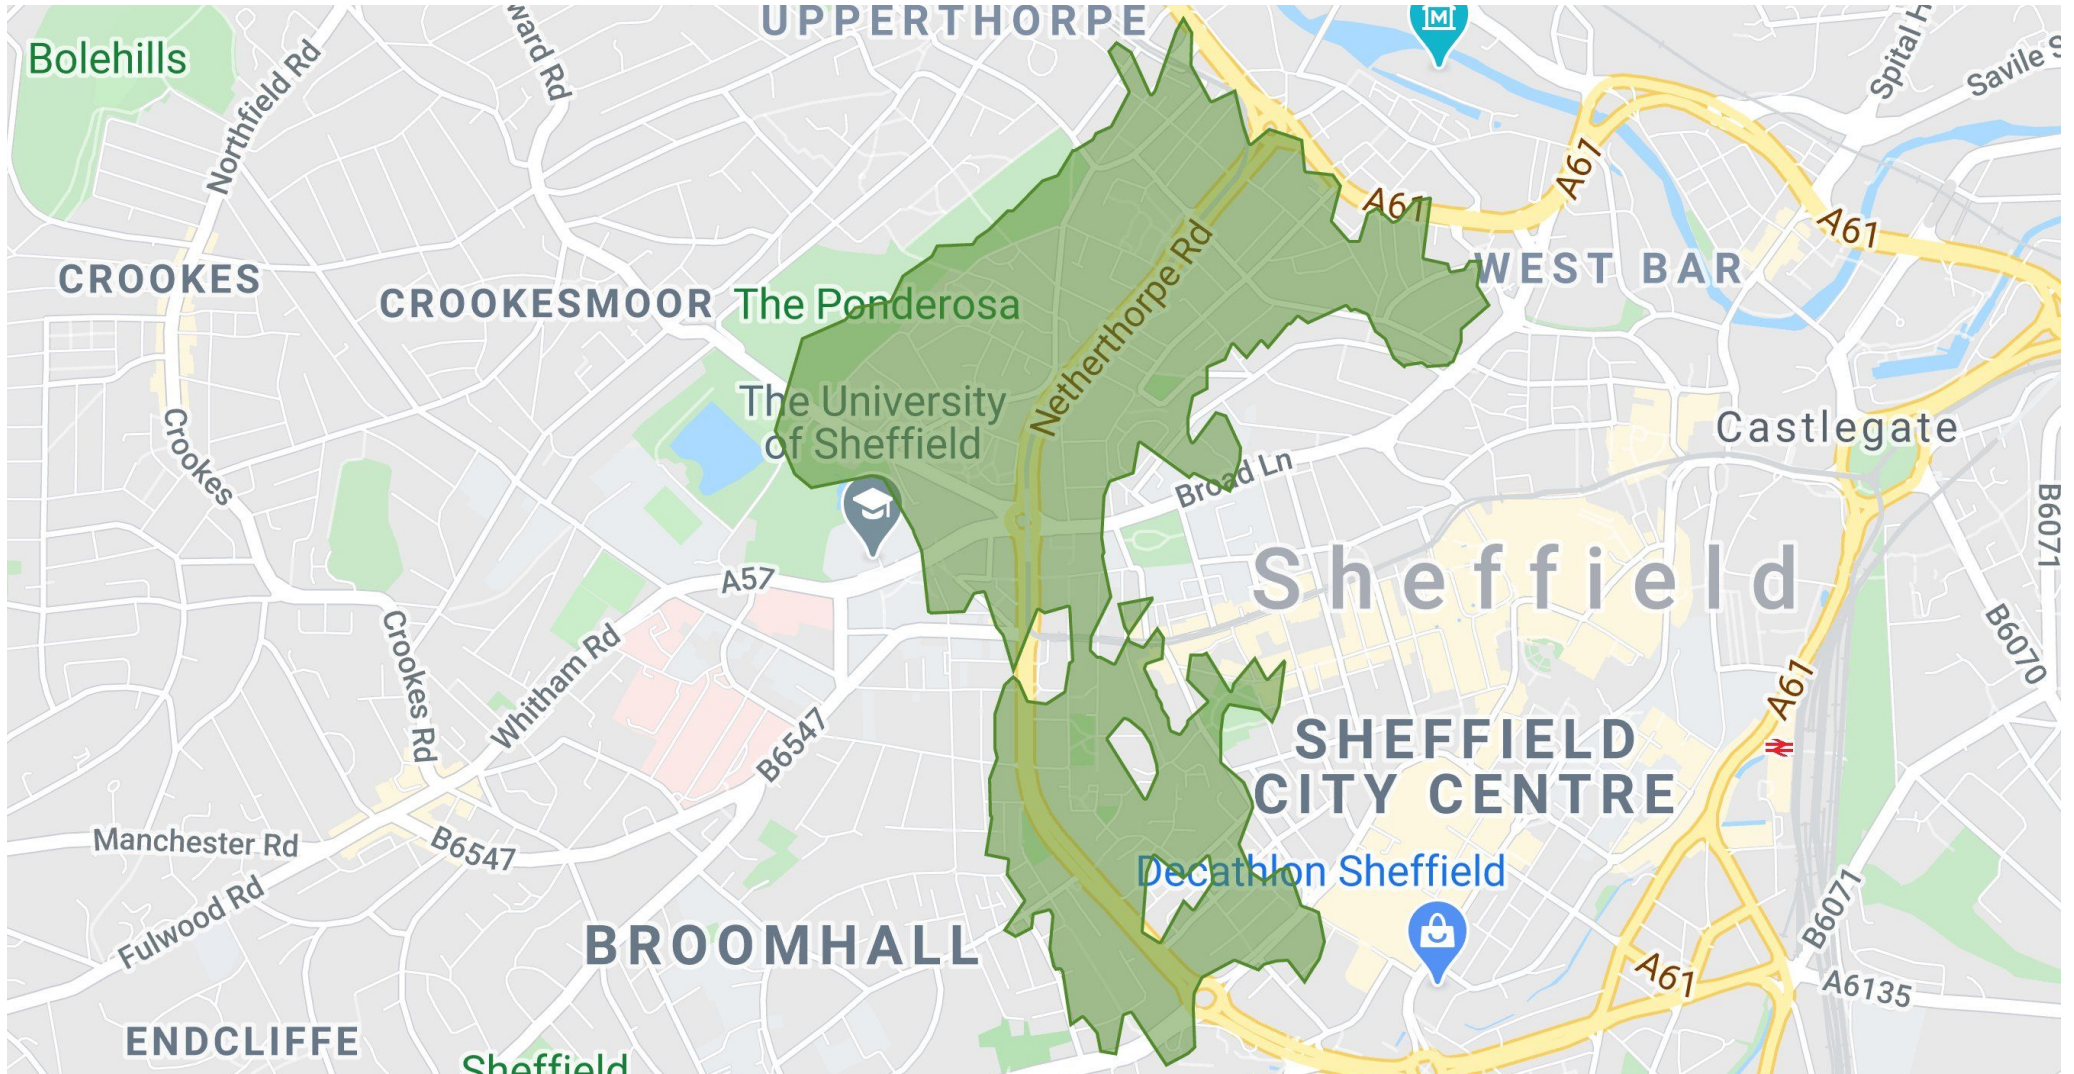 UPPERTHORPE
Bolehills
Northfield Rd
ward Rd
M
Spital H
Savile S
A61
A61
A61
CROOKES
CROOKESMOOR
The Ponderosa
Netherthorpe Rd
WEST BAR
The University
of Sheffield
Crookes
Castlegate
Broad Ln
B6071
Sheffield
A57
Crookes Rd
Whitham Rd
B6070
A61
B6547
SHEFFIELD
CITY CENTRE
Manchester Rd
B6547
Decathlon Sheffield
Fulwood Rd
BROOMHALL
B6071
A61
A6135
ENDCLIFFE
Sheffield